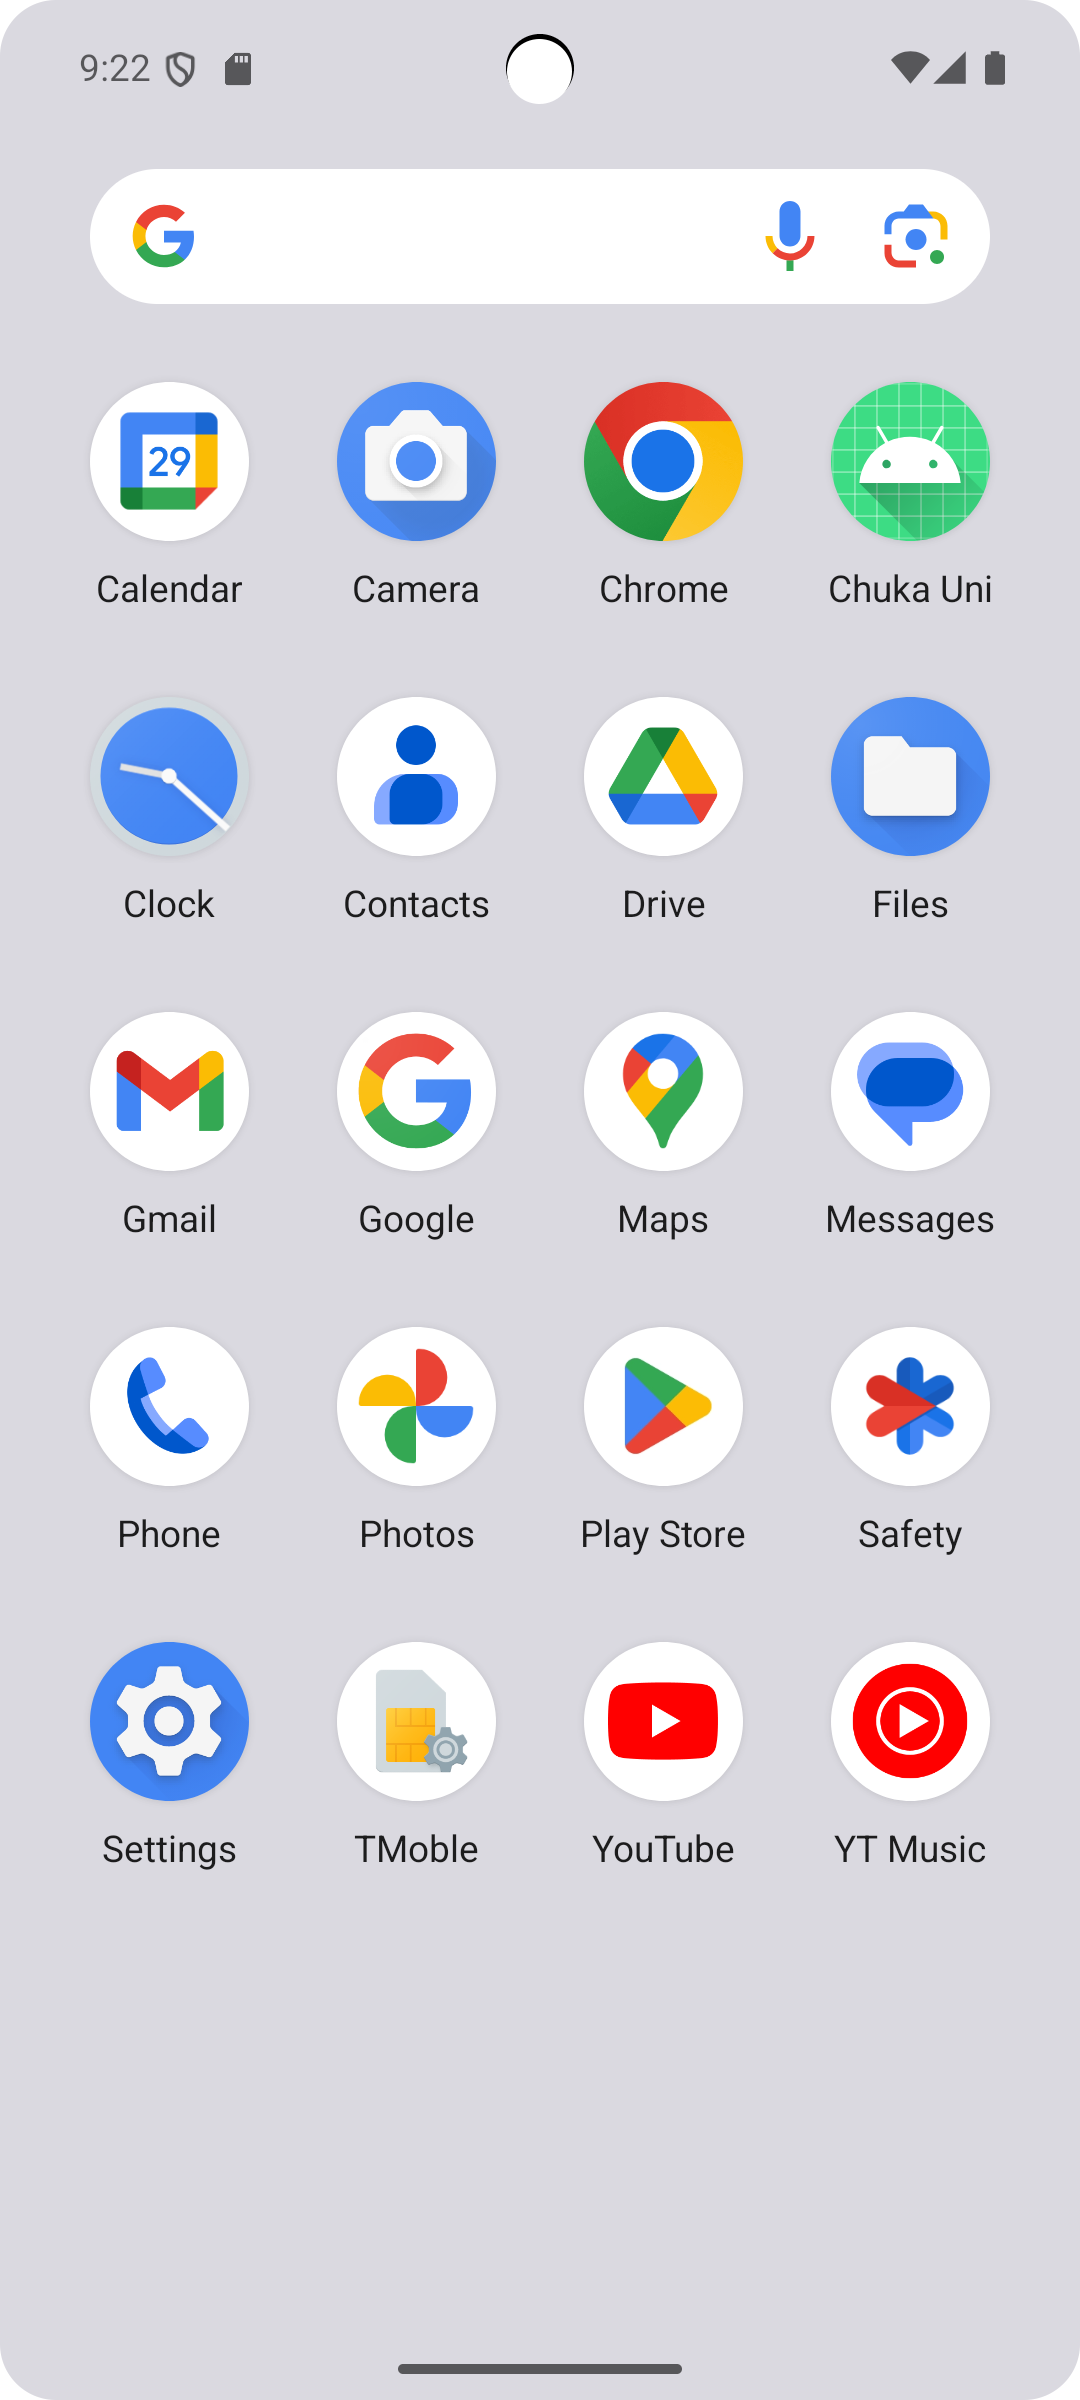 9:22
29
Calendar Camera Chrome Chuka Uni
Clock Contacts Drive Files
Gmail Google Maps Messages
Phone Photos Play Store Safety
Settings TMoble YouTube YT Music